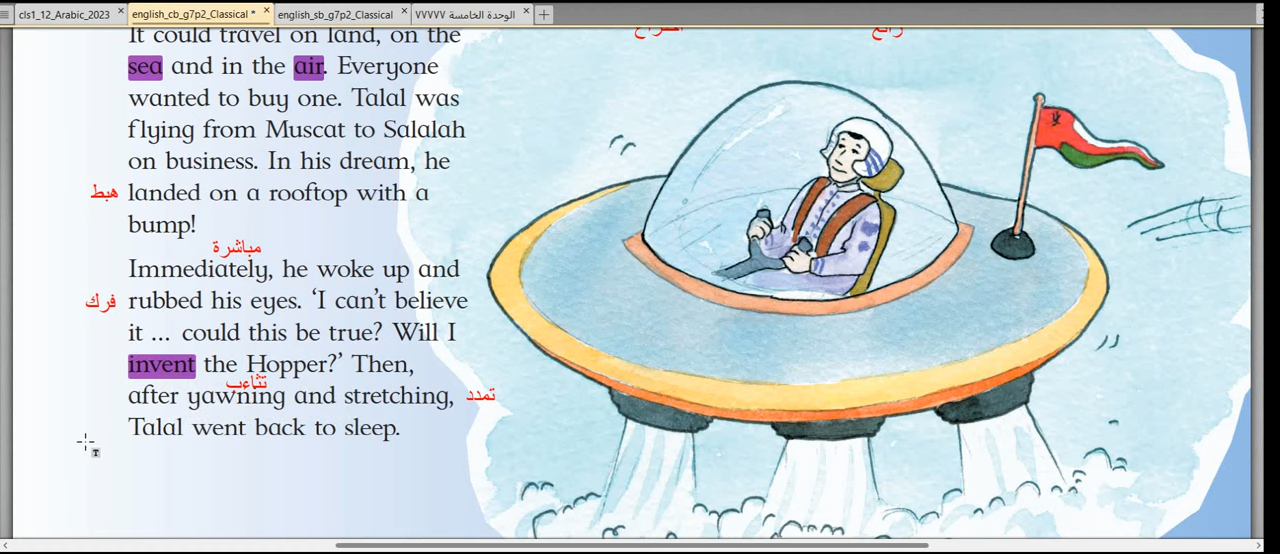 cls1_12_Arabic_2023
english_cb_g7p2_Classical *
english_sb_g7p2_Classical
الوحدة الخامسة ٧٧٧٧٧
It could travel on land, on the
sea and in the air. Everyone
wanted to buy one. Talal was
flying from Muscat to Salalah
on business. In his dream, he
هبط
landed on a rooftop with a
bump!
مباشرة
Immediately, he woke up and
فرك
rubbed his eyes. ‘I can’t believe
it ... could this be true? Will I
invent the Hopper?’ Then,
تثاءب
after yawning and stretching,
تمدد
Talal went back to sleep.